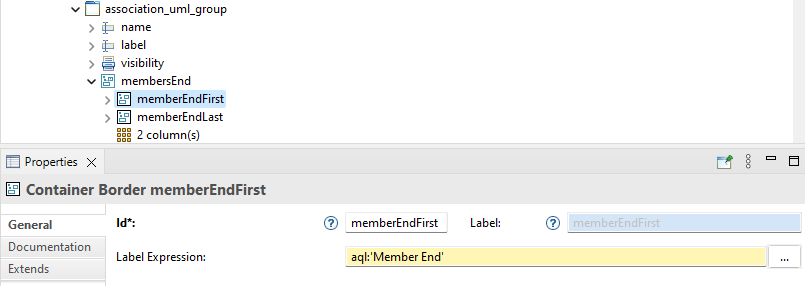 association_uml_group
name
label
visibility
membersEnd
memberEndFirst
memberEndLast
2 column(s)
Properties
Container Border memberEndFirst
General
Id*: ? memberEndFirst Label: ? memberEndFirst
Documentation
Label Expression: aql:'Member End' ...
Extends